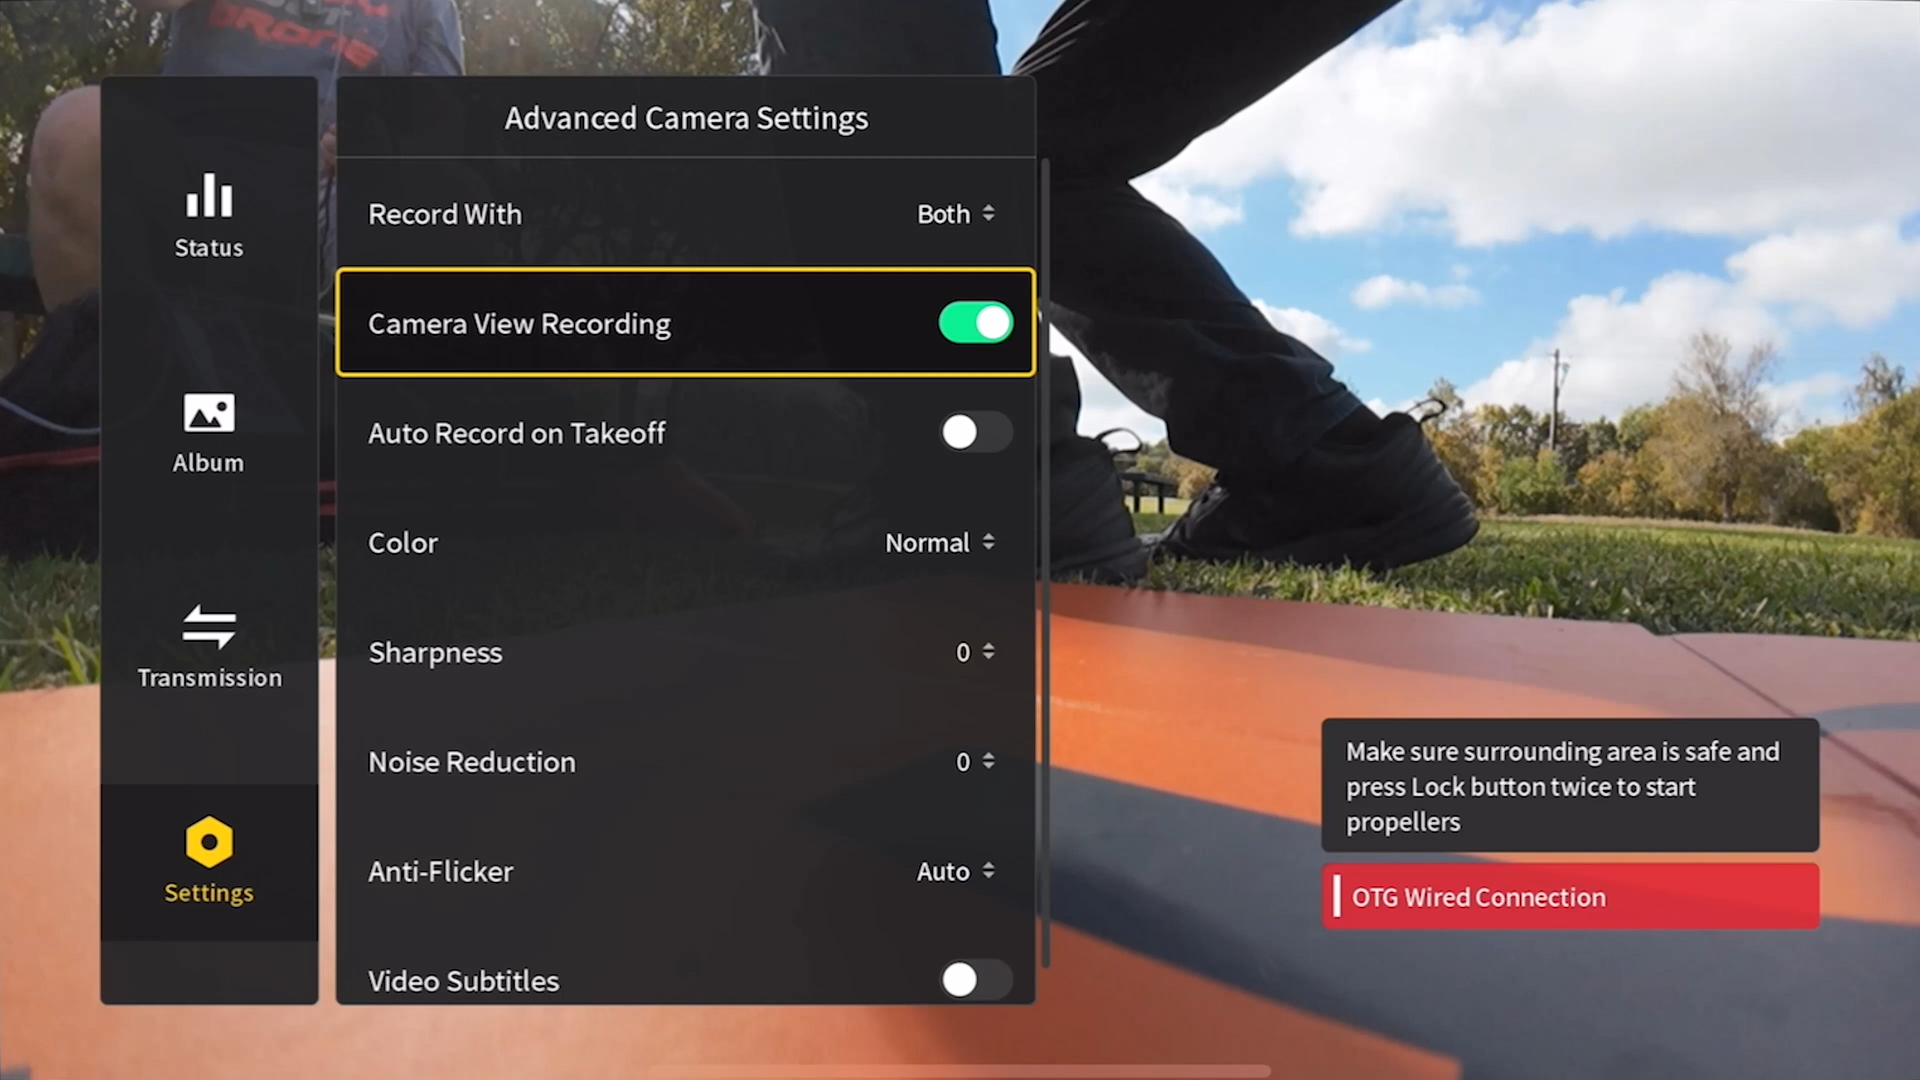 DRONE
Advanced Camera Settings
Status
Album
Transmission
Settings
Record With Both
Camera View Recording
Auto Record on Takeoff
Color Normal
Sharpness 0
Noise Reduction 0
Anti-Flicker Auto
Video Subtitles
Make sure surrounding area is safe and
press Lock button twice to start
propellers
OTG Wired Connection